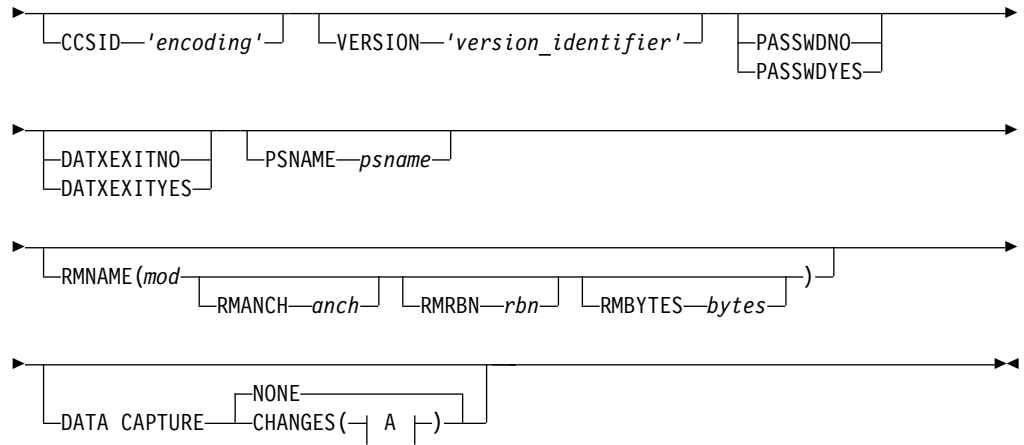 CCSID 'encoding' VERSION 'version_identifier' PASSWDNO
PASSWDYES
DATXEXITNO PSNAME psname
DATXEXITYES
RMNAME(mod )
RMANCH anch RMRBN rbn RMBYTES bytes
NONE
DATA CAPTURE CHANGES( A )